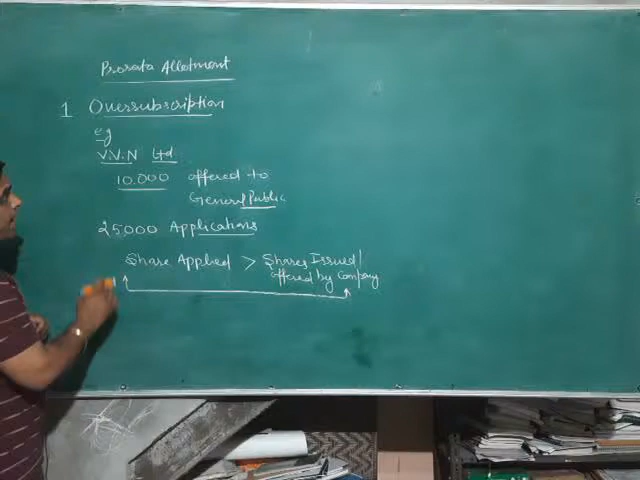 Prorata Allotment
1 Oversubscription
eg
V.V.N Ltd
10.000 offered to
General Public
25000 Applications
Share Applied > Shares Issued/
offered by Company